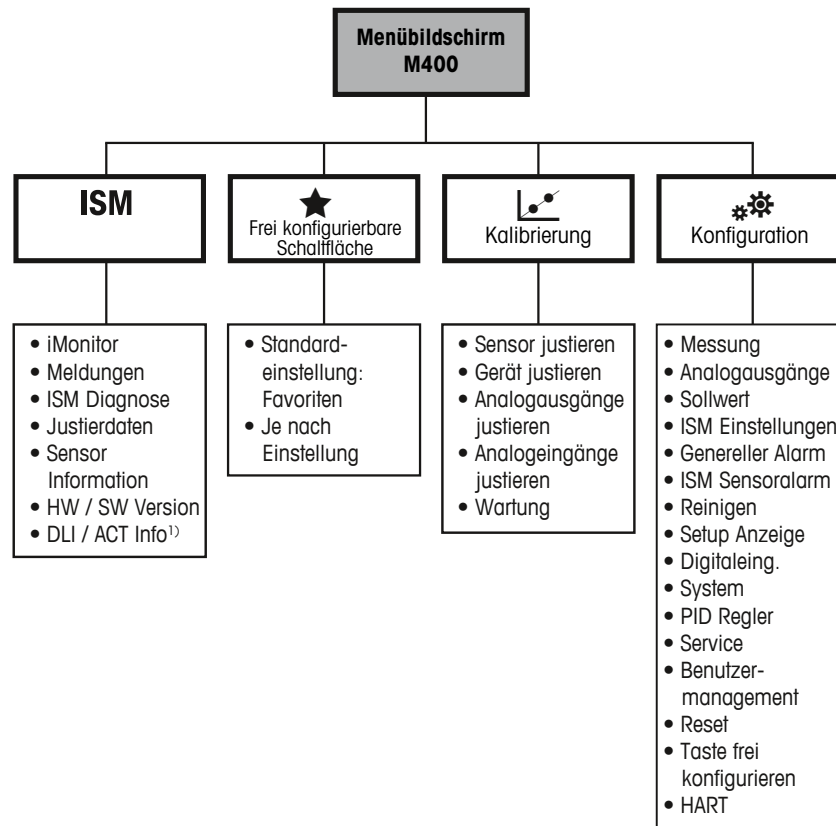 Menübildschirm
M400
ISM
Frei konfigurierbare
Schaltfläche
Kalibrierung
Konfiguration
• iMonitor
• Meldungen
• ISM Diagnose
• Justierdaten
• Sensor
Information
• HW / SW Version
• DLI / ACT Info1)
• Standard-
einstellung:
Favoriten
• Je nach
Einstellung
• Sensor justieren
• Gerät justieren
• Analogausgänge
justieren
• Analogeingänge
justieren
• Wartung
• Messung
• Analogausgänge
• Sollwert
• ISM Einstellungen
• Genereller Alarm
• ISM Sensoralarm
• Reinigen
• Setup Anzeige
• Digitaleing.
• System
• PID Regler
• Service
• Benutzer-
management
• Reset
• Taste frei
konfigurieren
• HART